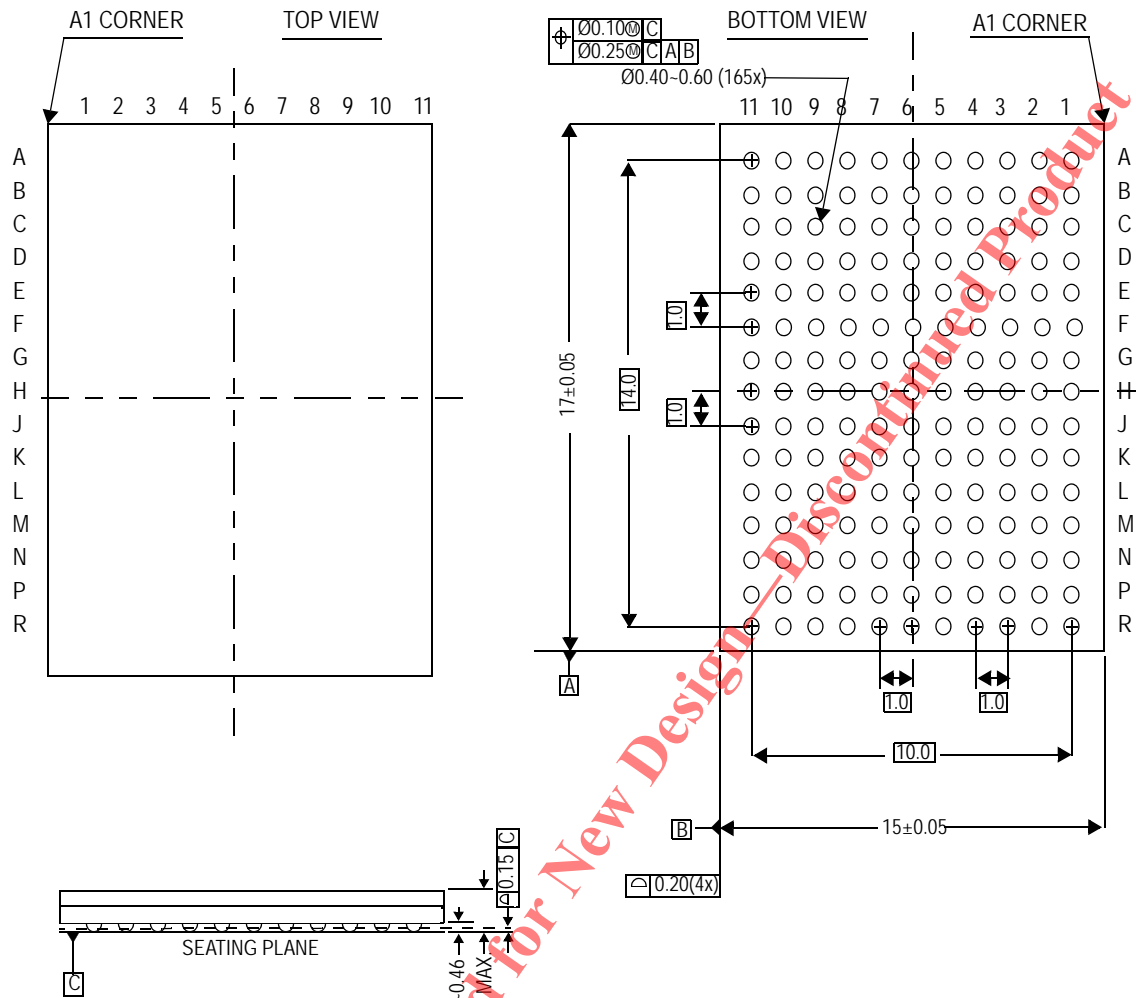 A1 CORNER
TOP VIEW
BOTTOM VIEW
A1 CORNER
Ø0.10Ⓜ C
Ø0.25Ⓜ C A B
Ø0.40~0.60 (165x)
1 2 3 4 5 6 7 8 9 10 11
11 10 9 8 7 6 5 4 3 2 1
A
B
C
D
E
F
G
H
J
K
L
M
N
P
R
A
B
C
D
E
F
G
H
J
K
L
M
N
P
R
1.0
1.0
14.0
17±0.05
A
1.0
1.0
10.0
B
15±0.05
0.20(4x)
0.15 C
SEATING PLANE
C
~0.46
MAX.
for New Design—Discontinued Product